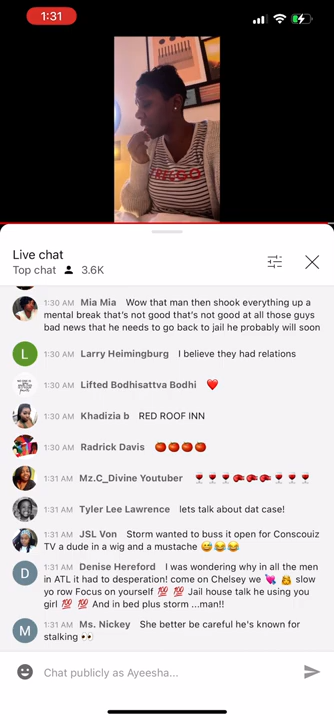 1:31
Live chat
Top chat 3.6K
1:30 AM Mia Mia Wow that man then shook everything up a
mental break that's not good that's not good at all those guys
bad news that he needs to go back to jail he probably will soon
L 1:30 AM Larry Heimingburg I believe they had relations
1:30 AM Lifted Bodhisattva Bodhi ❤️
1:30 AM Khadizia b RED ROOF INN
1:30 AM Radrick Davis 🍅🍅🍅🍅
1:31 AM Mz.C_Divine Youtuber 🍷🍷🍷🥊🥊🥊🍷🍷🍷
1:31 AM Tyler Lee Lawrence lets talk about dat case!
1:31 AM JSL Von Storm wanted to buss it open for Conscouiz
TV a dude in a wig and a mustache 😅😂😂
D 1:31 AM Denise Hereford I was wondering why in all the men
in ATL it had to desperation! come on Chelsey we 💘 🙆 slow
yo row Focus on yourself 💯 💯 Jail house talk he using you
girl 💯 💯 And in bed plus storm ...man!!
M 1:31 AM Ms. Nickey She better be careful he's known for
stalking 👀
Chat publicly as Ayeesha...